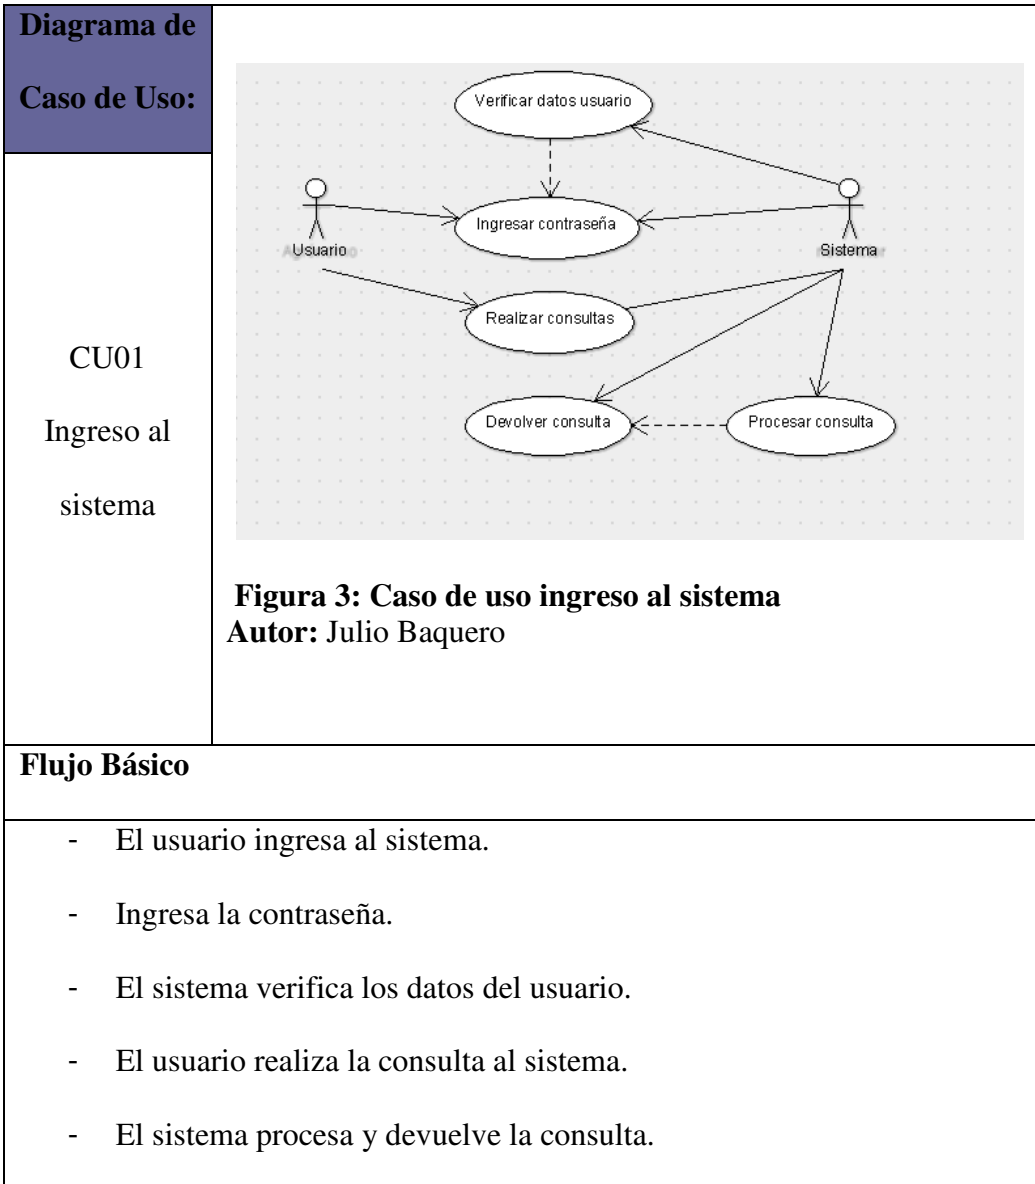 Diagrama de
Caso de Uso:
CU01
Ingreso al
sistema
Verificar datos usuario
Ingresar contraseña
Usuario
Sistema
Realizar consultas
Devolver consulta
Procesar consulta
Figura 3: Caso de uso ingreso al sistema
Autor: Julio Baquero
Flujo Básico
- El usuario ingresa al sistema.
- Ingresa la contraseña.
- El sistema verifica los datos del usuario.
- El usuario realiza la consulta al sistema.
- El sistema procesa y devuelve la consulta.